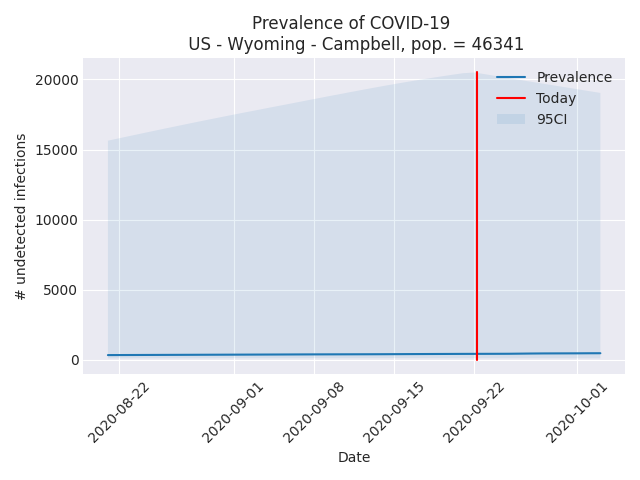 Prevalence of COVID-19
US - Wyoming - Campbell, pop. = 46341
Prevalence
Today
95CI
# undetected infections
20000
15000
10000
5000
0
2020-08-22
2020-09-01
2020-09-08
2020-09-15
2020-09-22
2020-10-01
Date